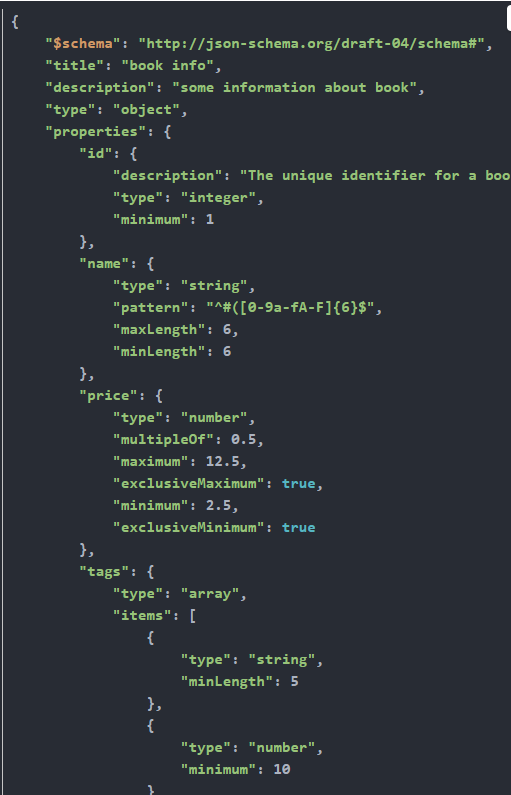 {
"$schema": "http://json-schema.org/draft-04/schema#",
"title": "book info",
"description": "some information about book",
"type": "object",
"properties": {
"id": {
"description": "The unique identifier for a boo
"type": "integer",
"minimum": 1
},
"name": {
"type": "string",
"pattern": "^#([0-9a-fA-F]{6}$",
"maxLength": 6,
"minLength": 6
},
"price": {
"type": "number",
"multipleOf": 0.5,
"maximum": 12.5,
"exclusiveMaximum": true,
"minimum": 2.5,
"exclusiveMinimum": true
},
"tags": {
"type": "array",
"items": [
{
"type": "string",
"minLength": 5
},
{
"type": "number",
"minimum": 10
}